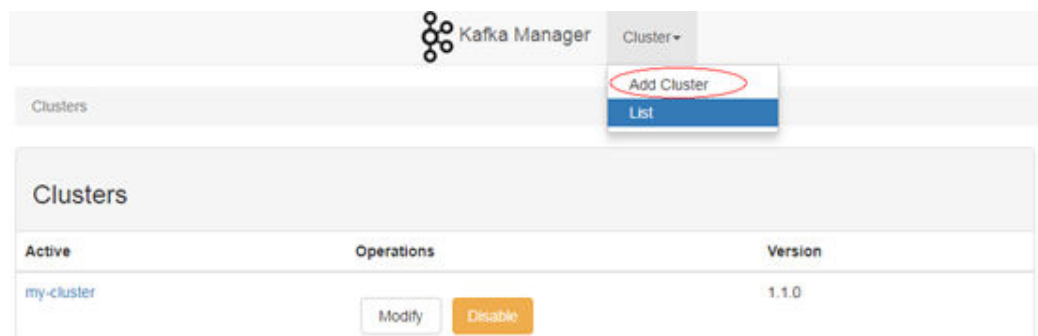 Kafka Manager Cluster
Add Cluster
Clusters
List
Clusters
Active Operations Version
my-cluster 1.1.0
Modify Disable